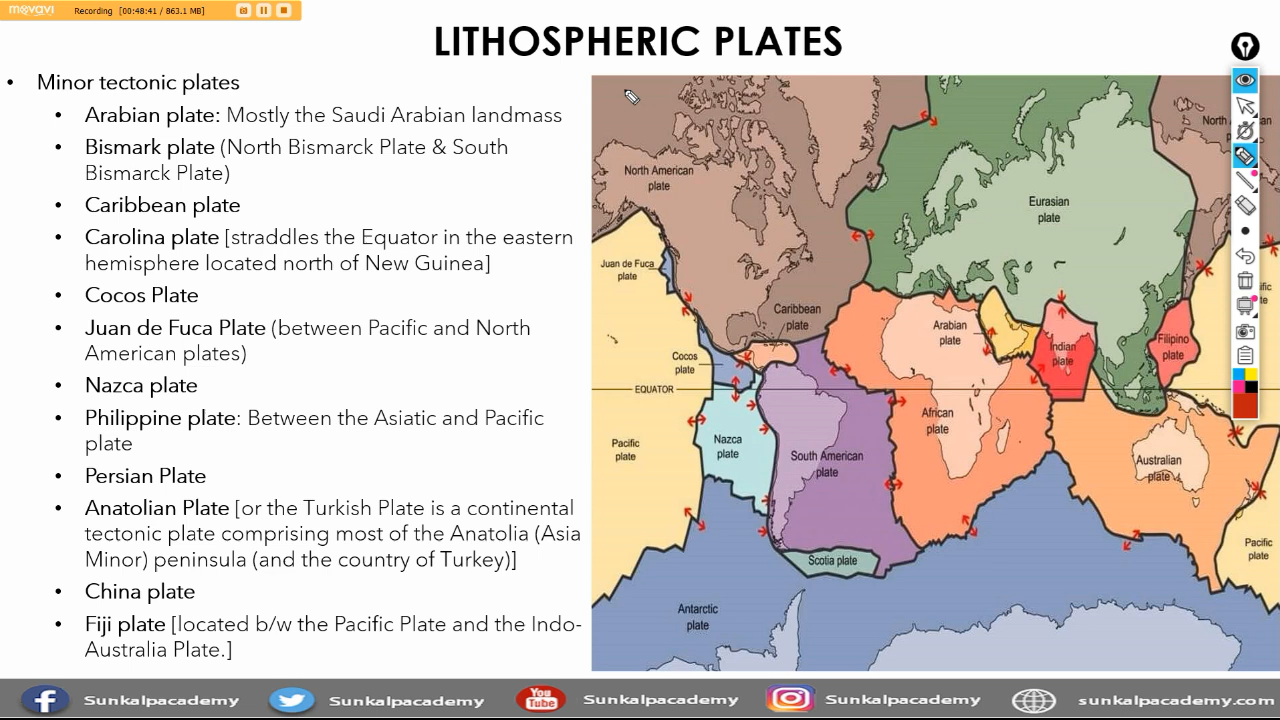 movavi
Recording [00:48:41 / 863.1 MB]
LITHOSPHERIC PLATES
• Minor tectonic plates
• Arabian plate: Mostly the Saudi Arabian landmass
• Bismark plate (North Bismarck Plate & South
Bismarck Plate)
• Caribbean plate
• Carolina plate [straddles the Equator in the eastern
hemisphere located north of New Guinea]
• Cocos Plate
• Juan de Fuca Plate (between Pacific and North
American plates)
• Nazca plate
• Philippine plate: Between the Asiatic and Pacific
plate
• Persian Plate
• Anatolian Plate [or the Turkish Plate is a continental
tectonic plate comprising most of the Anatolia (Asia
Minor) peninsula (and the country of Turkey)]
• China plate
• Fiji plate [located b/w the Pacific Plate and the Indo-
Australia Plate.]
North American
plate
Eurasian
plate
Juan de Fuca
plate
Caribbean
plate
Arabian
plate
Indian
plate
Filipino
plate
Cocos
plate
EQUATOR
African
plate
Nazca
plate
Pacific
plate
South American
plate
Australian
plate
Pacific
plate
Scotia plate
Antarctic
plate
Sunkalpacademy
Sunkalpacademy
You
Tube
Sunkalpacademy
Sunkalpacademy
sunkalpacademy.com